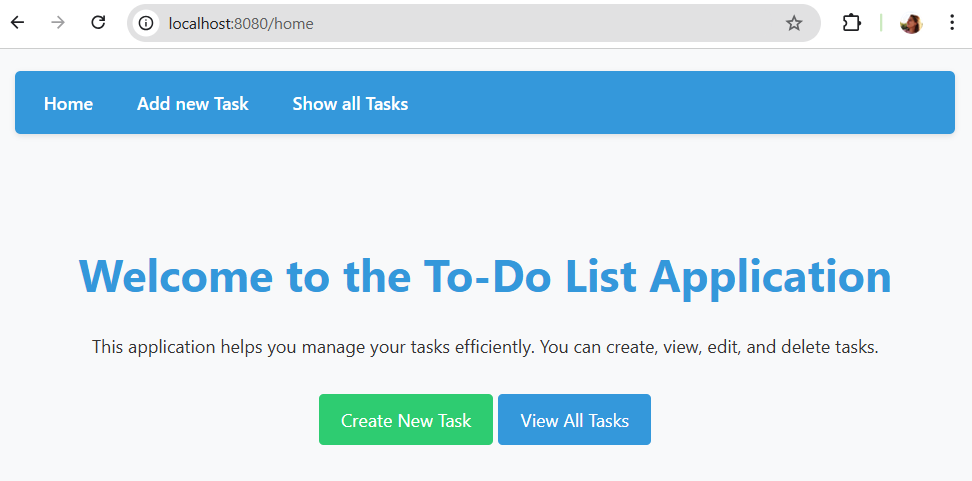 localhost:8080/home
Home Add new Task Show all Tasks
Welcome to the To-Do List Application
This application helps you manage your tasks efficiently. You can create, view, edit, and delete tasks.
Create New Task View All Tasks